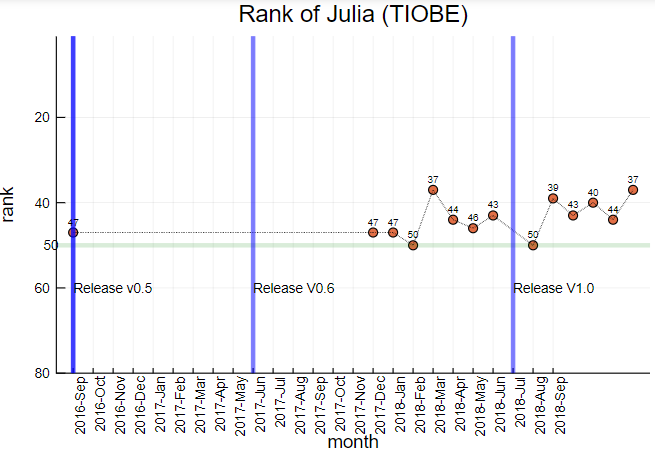 Rank of Julia (TIOBE)
rank
20
40
50
60
80
47
47
47
50
37
44
46
43
50
39
43
40
44
37
Release v0.5
Release V0.6
Release V1.0
2016-Sep
2016-Oct
2016-Nov
2016-Dec
2017-Jan
2017-Feb
2017-Mar
2017-Apr
2017-May
2017-Jun
2017-Jul
2017-Aug
2017-Sep
2017-Oct
2017-Nov
2017-Dec
2018-Jan
2018-Feb
2018-Mar
2018-Apr
2018-May
2018-Jun
2018-Jul
2018-Aug
2018-Sep
month